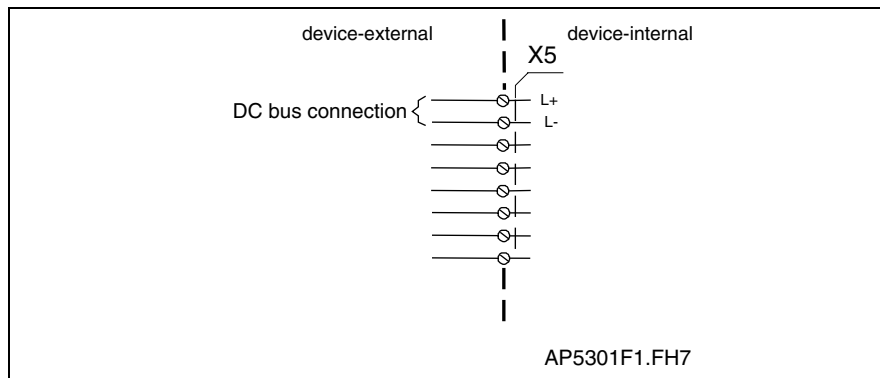 device-external
device-internal
X5
DC bus connection
L+
L-
AP5301F1.FH7